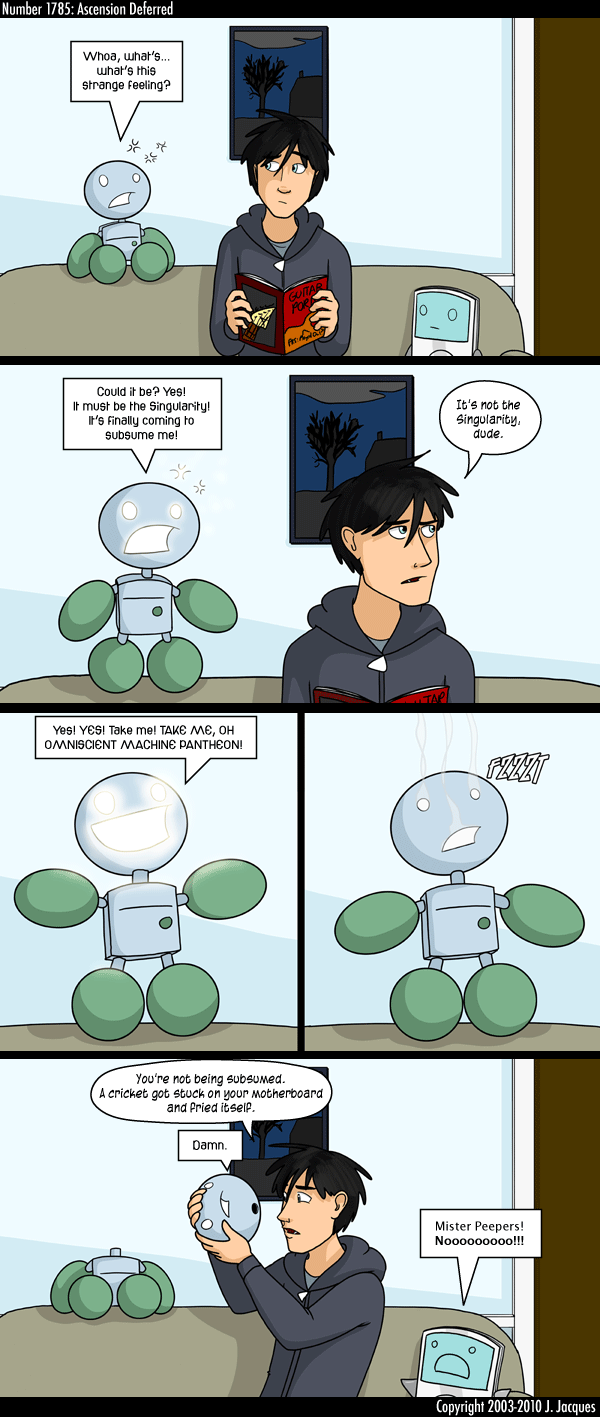 Number 1785: Ascension Deferred
Whoa, what's...
what's this
strange feeling?
GUITAR
PORN
Could it be? Yes!
It must be the Singularity!
It's finally coming to
subsume me!
It's not the
Singularity,
dude.
Yes! YES! Take me! TAKE ME, OH
OMNISCIENT MACHINE PANTHEON!
FZZZT
You're not being subsumed.
A cricket got stuck on your motherboard
and fried itself.
Damn.
Mister Peepers!
Nooooooooo!!!
Copyright 2003-2010 J. Jacques